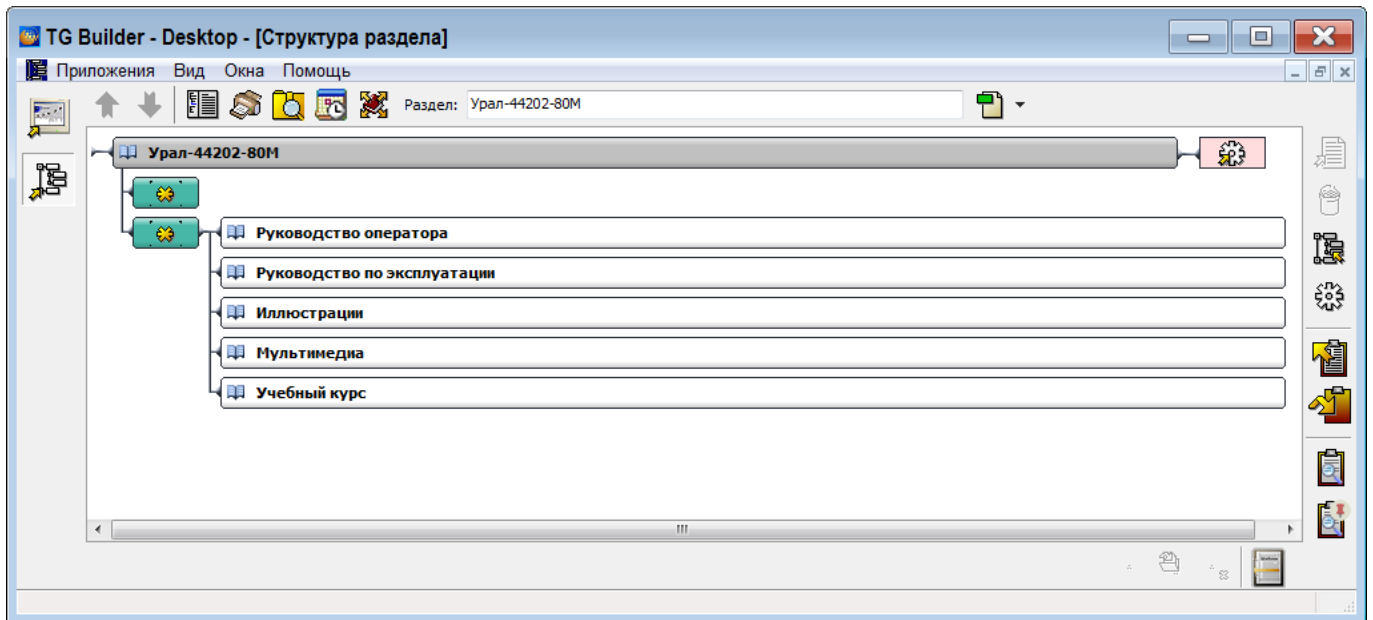 TG Builder - Desktop - [Структура раздела]
Приложения Вид Окна Помощь
Раздел: Урал-44202-80М
Урал-44202-80М
Руководство оператора
Руководство по эксплуатации
Иллюстрации
Мультимедиа
Учебный курс